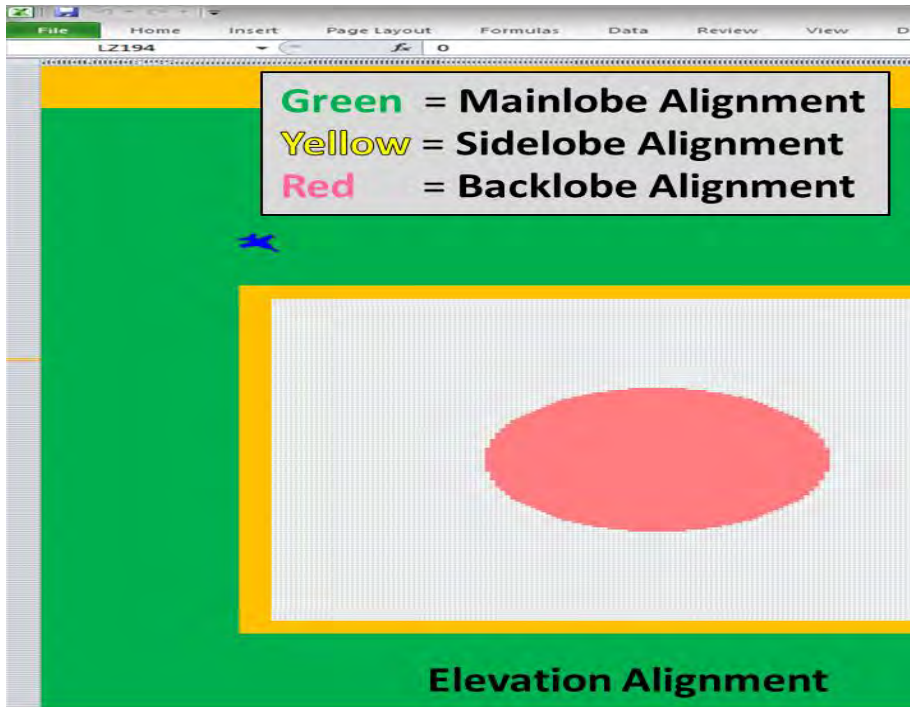 File Home Insert Page Layout Formulas Data Review View D
LZ194 fx 0
Green = Mainlobe Alignment
Yellow = Sidelobe Alignment
Red = Backlobe Alignment
Elevation Alignment